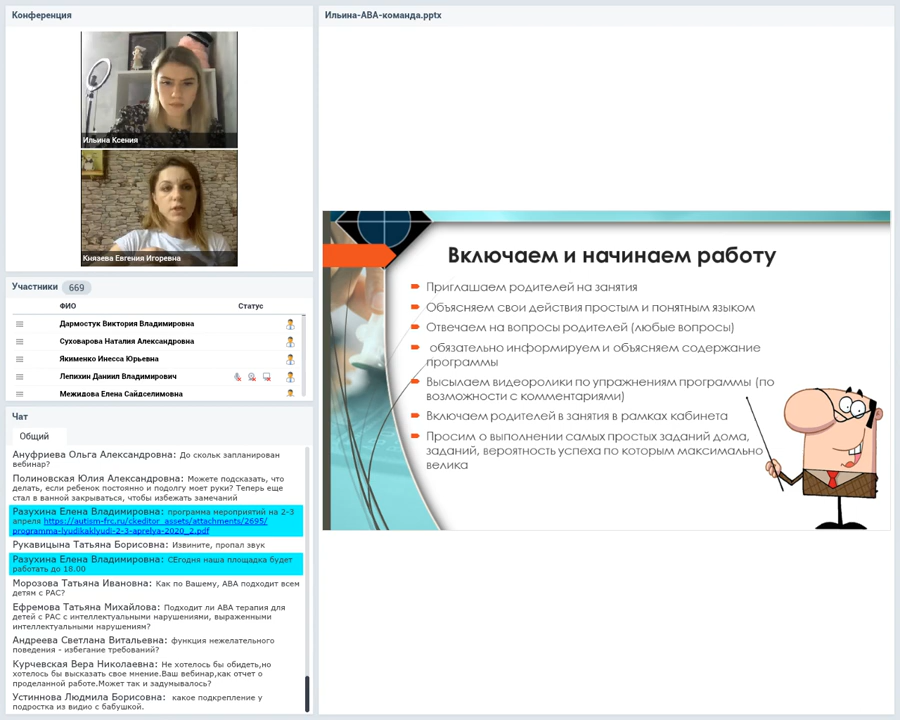 Конференция
Ильина Ксения
Князева Евгения Игоревна
Участники 669
ФИО Статус
Дармостук Виктория Владимировна
Суховарова Наталия Александровна
Якименко Инесса Юрьевна
Лепихин Даниил Владимирович
Межидова Елена Сайдселимовна
Чат
Общий
Ануфриева Ольга Александровна: До скольк запланирован
вебинар?
Полиновская Юлия Александровна: Можете подсказать, что
делать, если ребенок постоянно и подолгу моет руки? Теперь еще
стал в ванной закрываться, чтобы избежать замечаний
Разухина Елена Владимировна: программа мероприятий на 2-3
апреля https://autism-frc.ru/ckeditor_assets/attachments/2695/
programma-lyudikaklyudi-2-3-aprelya-2020_2.pdf
Рукавицына Татьяна Борисовна: Извините, пропал звук
Разухина Елена Владимировна: СЕгодня наша площадка будет
работать до 18.00
Морозова Татьяна Ивановна: Как по Вашему, АВА подходит всем
детям с РАС?
Ефремова Татьяна Михайлова: Подходит ли АВА терапия для
детей с РАС с интеллектуальными нарушениями, выраженными
интеллектуальными нарушениям?
Андреева Светлана Витальевна: функция нежелательного
поведения - избегание требований?
Курчевская Вера Николаевна: Не хотелось бы обидеть,но
хотелось бы высказать свое мнение.Ваш вебинар,как отчет о
проделанной работе.Может так и задумывалось?
Устиннова Людмила Борисовна: какое подкрепление у
подростка из видио с бабушкой.
Ильина-АВА-команда.pptx
Включаем и начинаем работу
Приглашаем родителей на занятия
Объясняем свои действия простым и понятным языком
Отвечаем на вопросы родителей (любые вопросы)
обязательно информируем и объясняем содержание
программы
Высылаем видеоролики по упражнениям программы (по
возможности с комментариями)
Включаем родителей в занятия в рамках кабинета
Просим о выполнении самых простых заданий дома,
заданий, вероятность успеха по которым максимально
велика